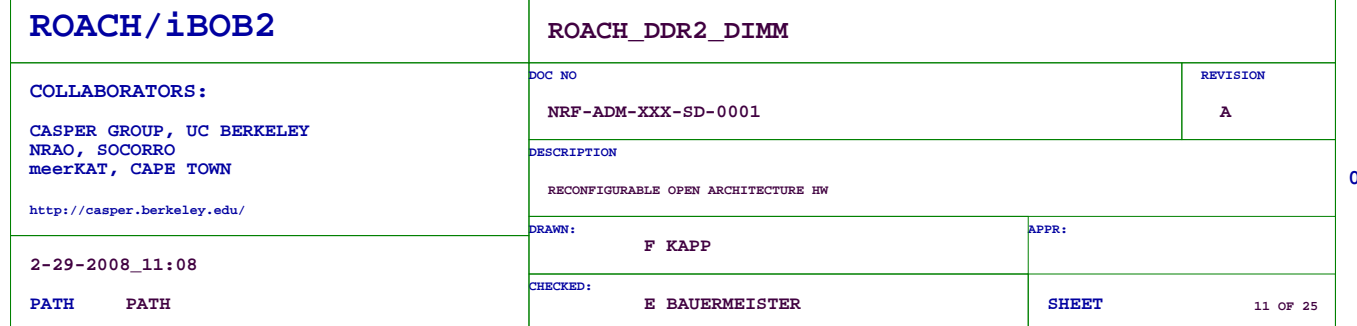 ROACH/iBOB2
ROACH_DDR2_DIMM
COLLABORATORS:
CASPER GROUP, UC BERKELEY
NRAO, SOCORRO
meerKAT, CAPE TOWN
http://casper.berkeley.edu/
2-29-2008_11:08
PATH PATH
DOC NO
NRF-ADM-XXX-SD-0001
REVISION
A
DESCRIPTION
RECONFIGURABLE OPEN ARCHITECTURE HW
DRAWN:
F KAPP
APPR:
CHECKED:
E BAUERMEISTER
SHEET 11 OF 25